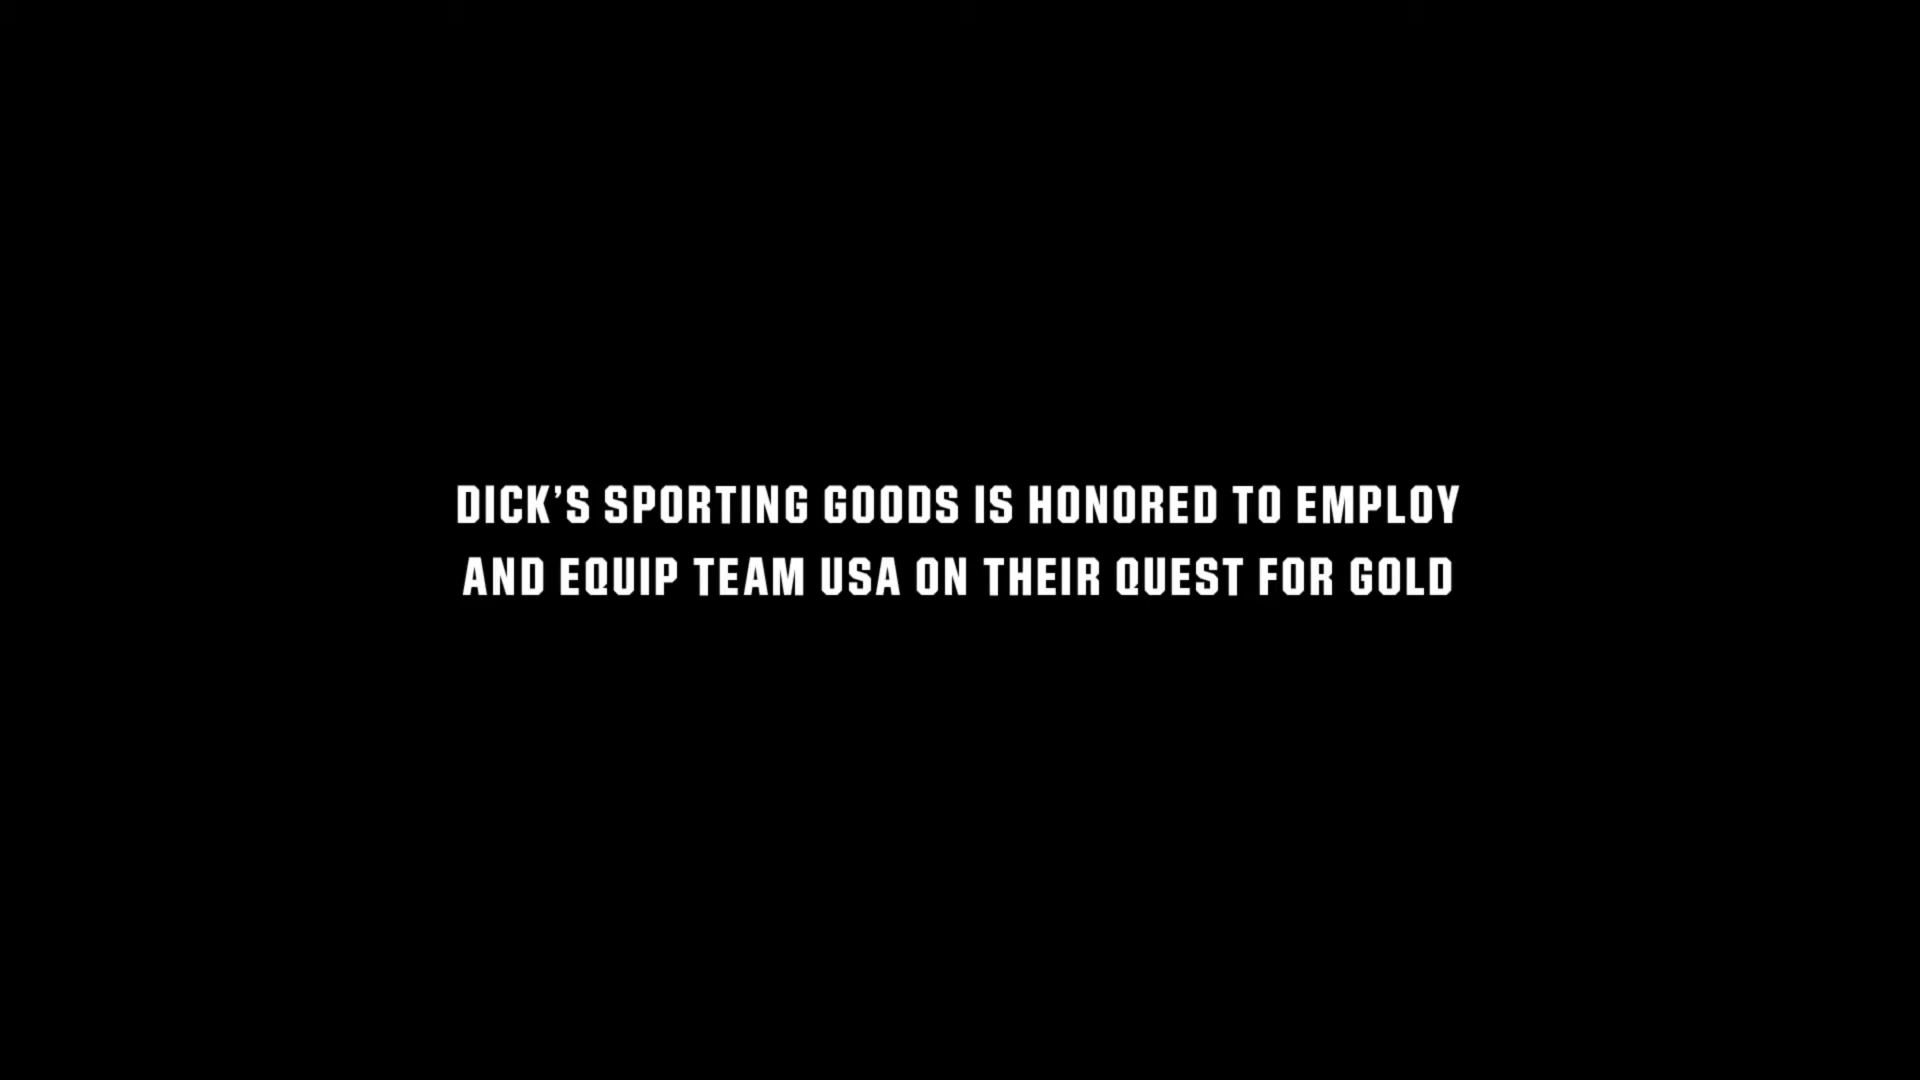 DICK’S SPORTING GOODS IS HONORED TO EMPLOY
AND EQUIP TEAM USA ON THEIR QUEST FOR GOLD